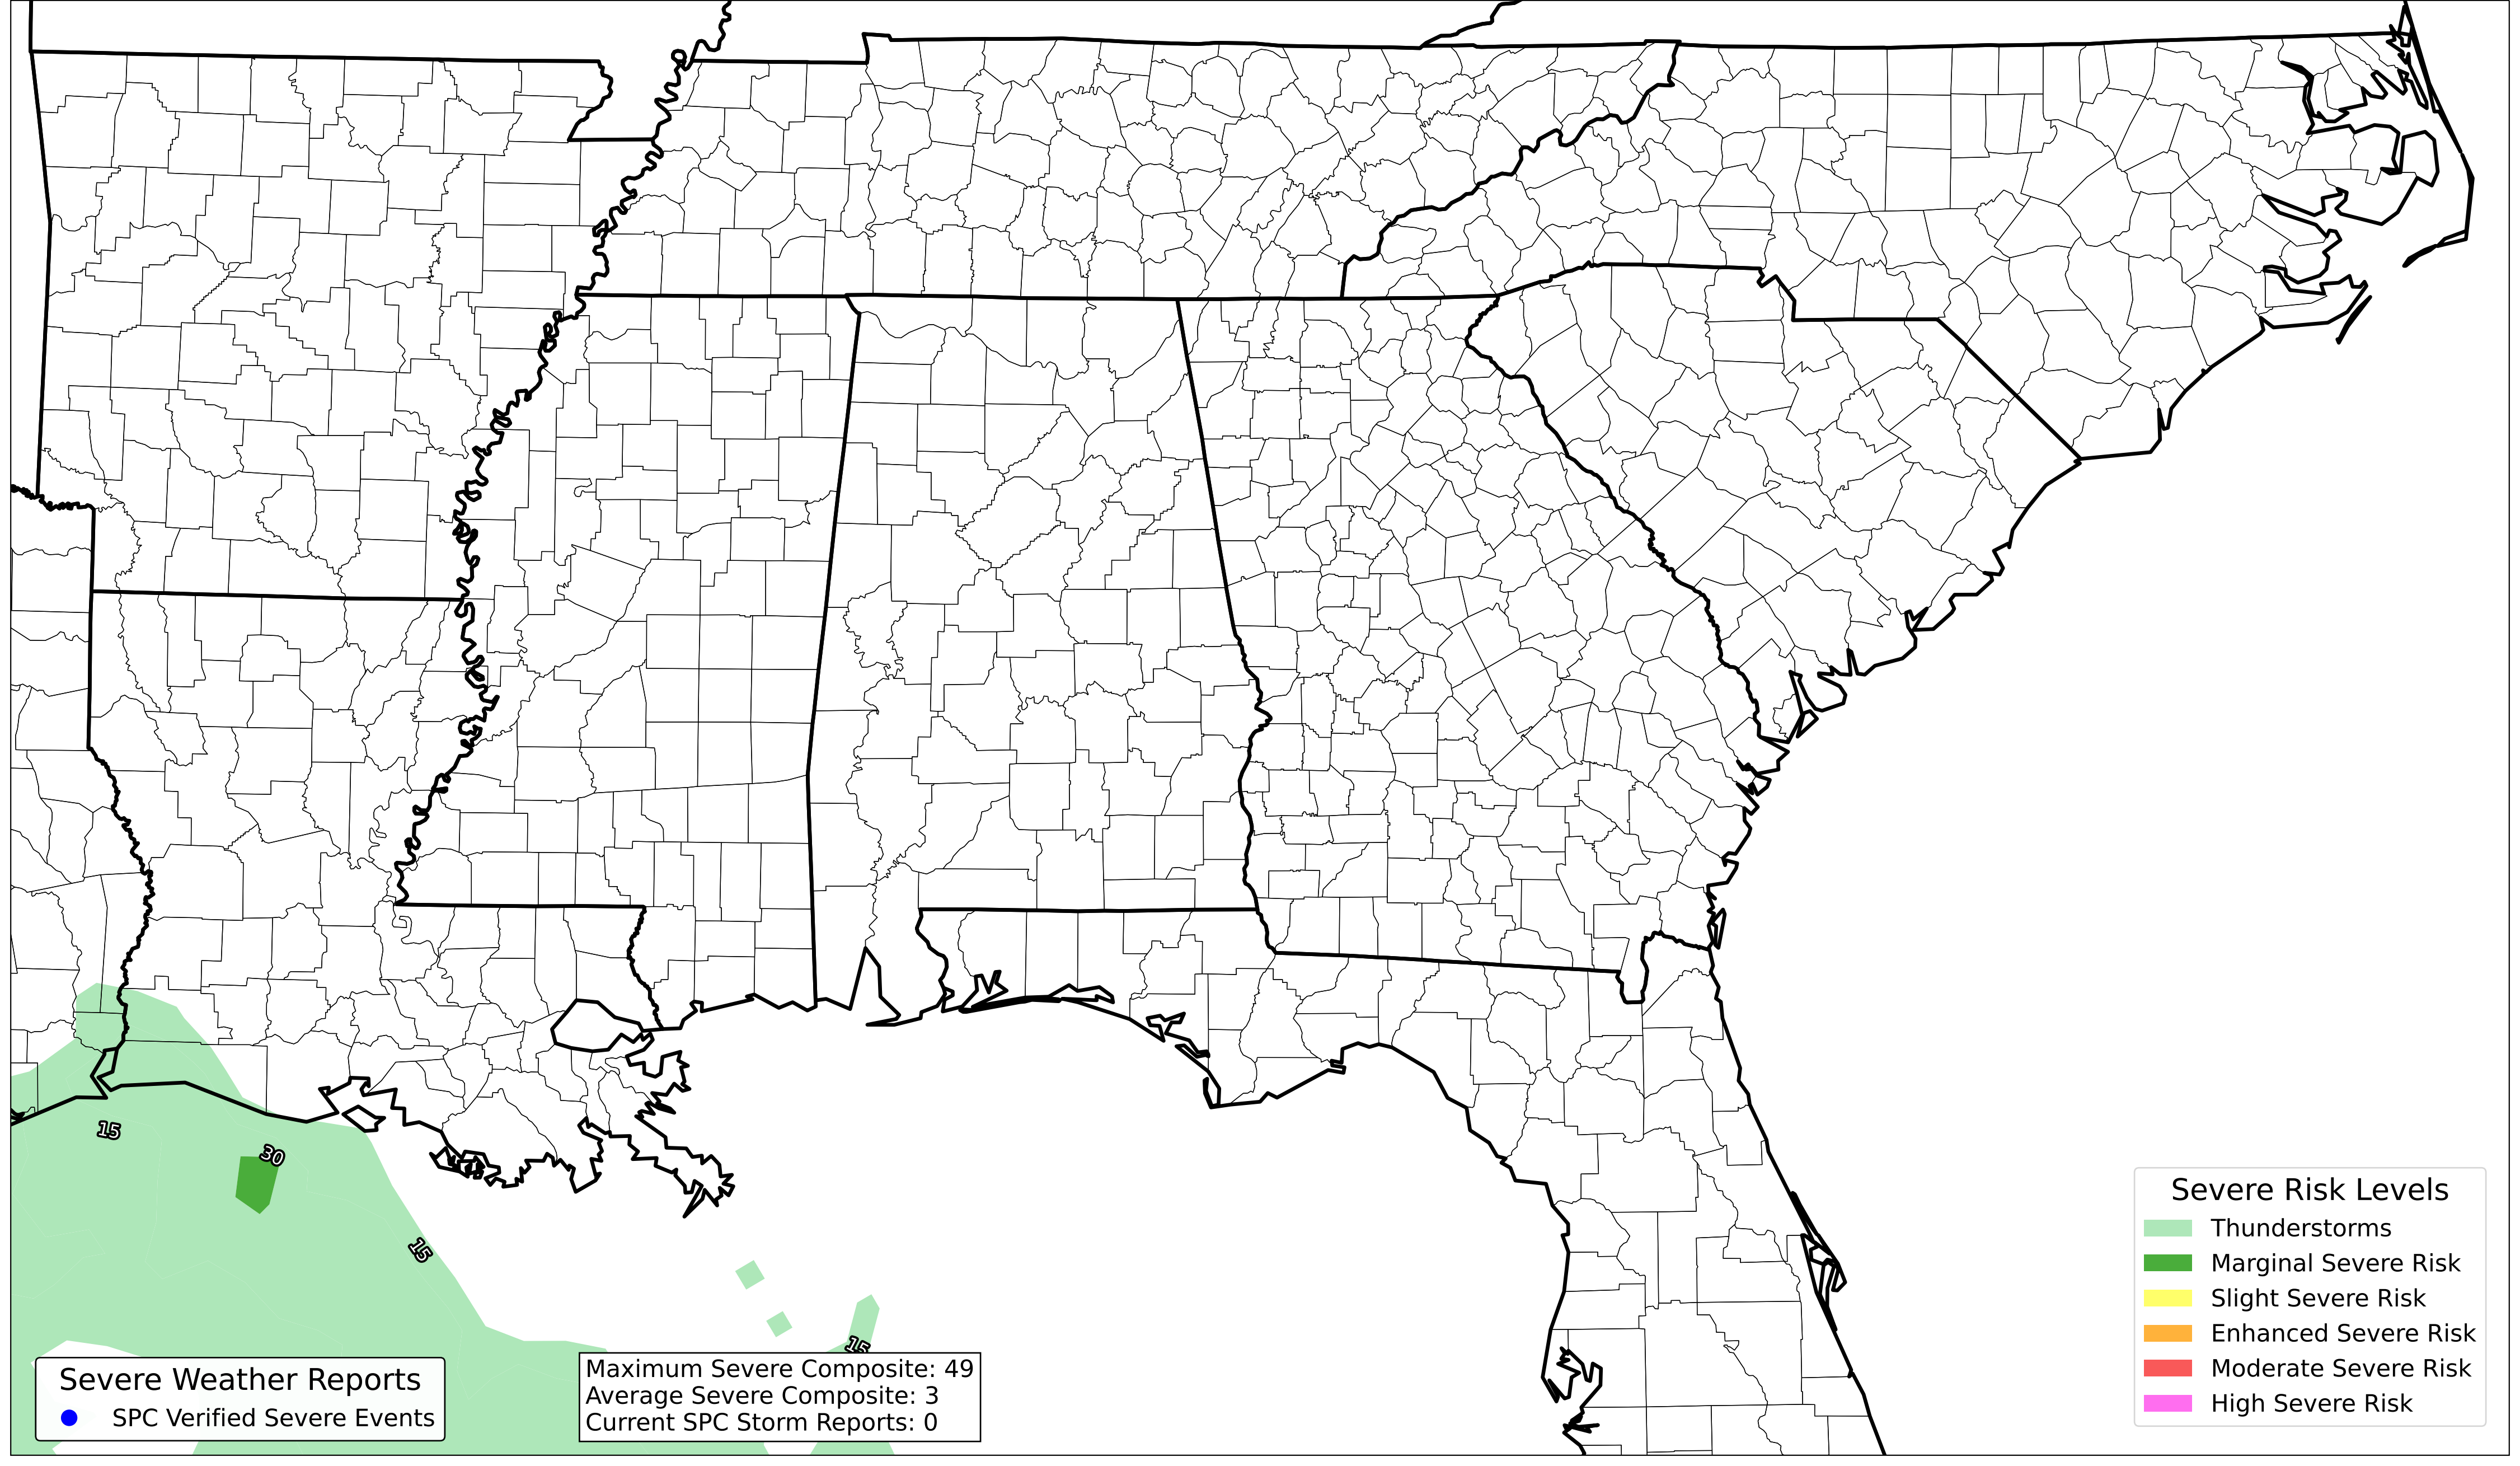 15
30
15
15
Severe Weather Reports
SPC Verified Severe Events
Maximum Severe Composite: 49
Average Severe Composite: 3
Current SPC Storm Reports: 0
Severe Risk Levels
Thunderstorms
Marginal Severe Risk
Slight Severe Risk
Enhanced Severe Risk
Moderate Severe Risk
High Severe Risk